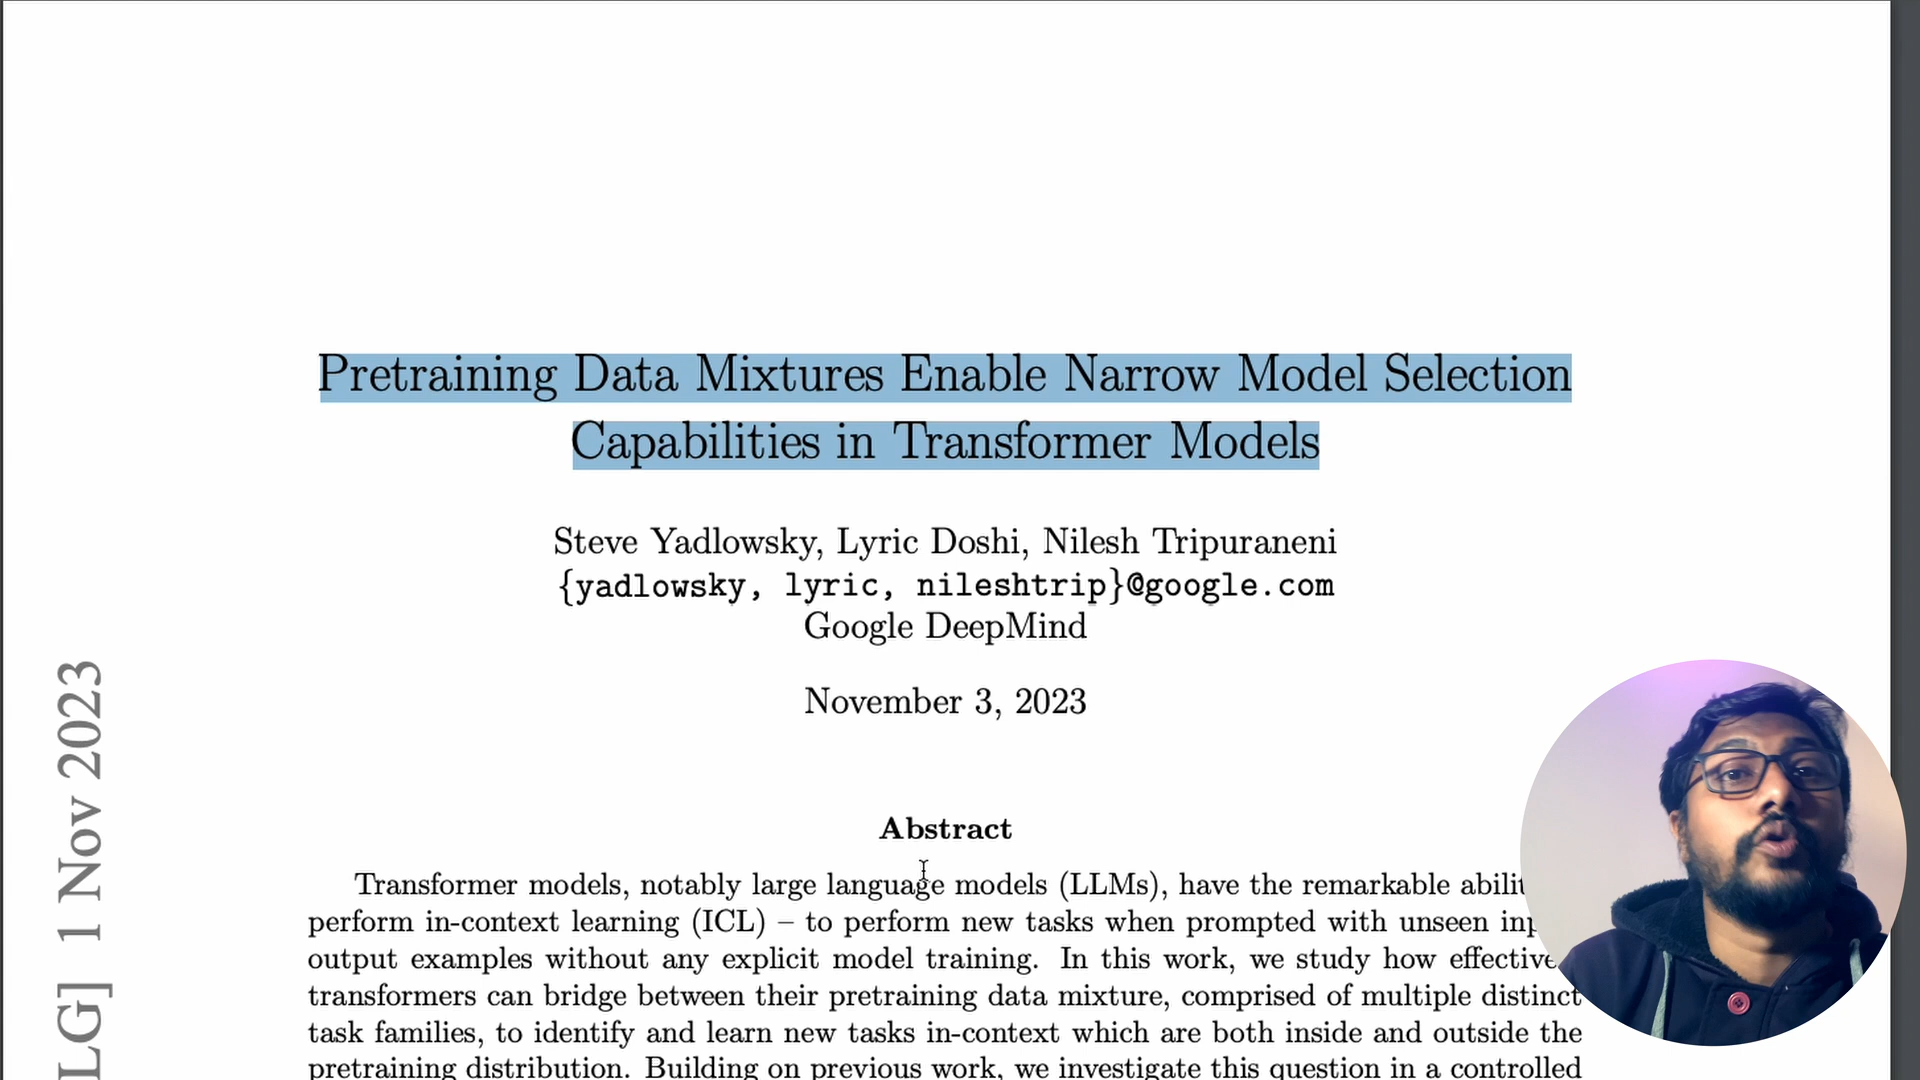 Pretraining Data Mixtures Enable Narrow Model Selection
Capabilities in Transformer Models
Steve Yadlowsky, Lyric Doshi, Nilesh Tripuraneni
{yadlowsky, lyric, nileshtrip}@google.com
Google DeepMind
November 3, 2023
Abstract
Transformer models, notably large language models (LLMs), have the remarkable
perform in-context learning (ICL) – to perform new tasks when prompted with unseen
output examples without any explicit model training. In this work, we study how
transformers can bridge between their pretraining data mixture, comprised of multiple distinct
task families, to identify and learn new tasks in-context which are both inside and outside the
pretraining distribution. Building on previous work, we investigate this question in a controlled
LG] 1 Nov 2023